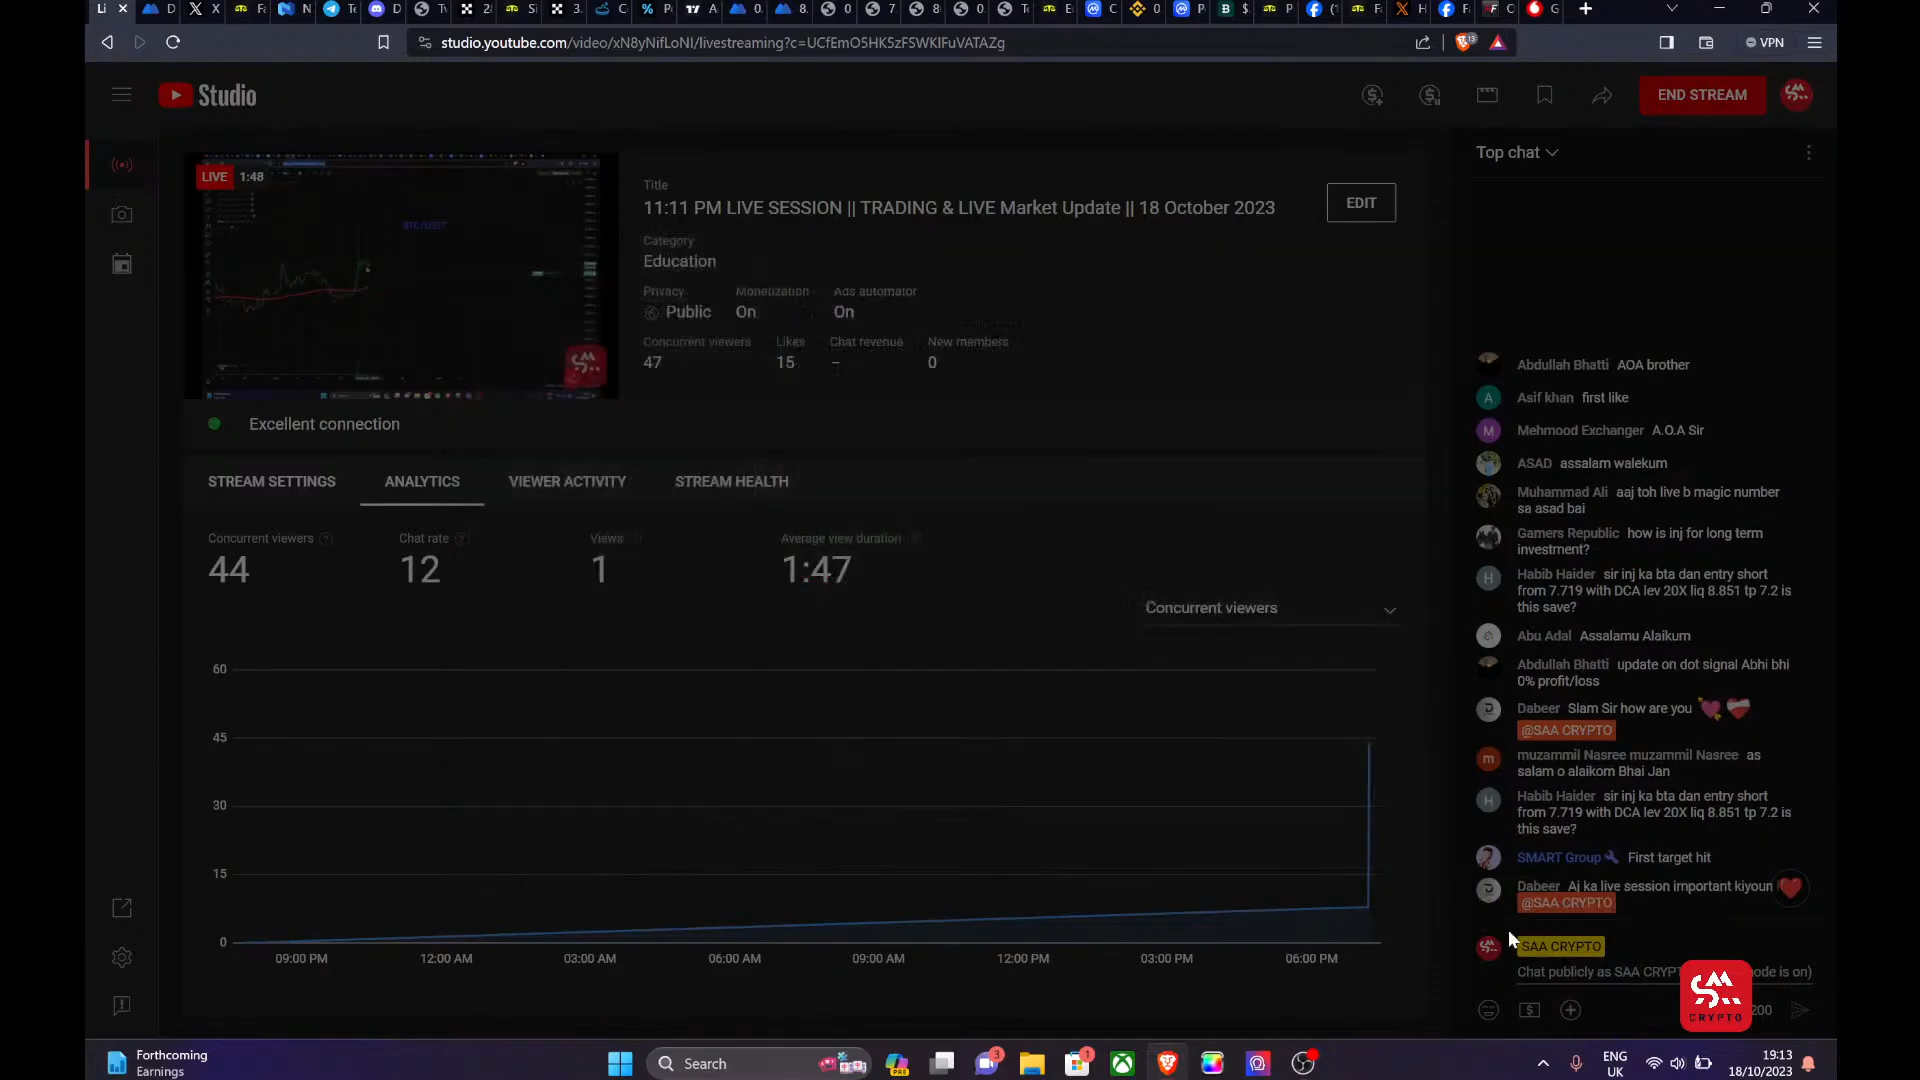 studio.youtube.com/video/xN8yNifLoNI/livestreaming?c=UCfEmO5HK5zFSWKIFuVATAZg
VPN
Studio
END STREAM
LIVE 1:48
BTC/USDT
Title
11:11 PM LIVE SESSION || TRADING & LIVE Market Update || 18 October 2023
EDIT
Category
Education
Privacy Monetization Ads automator
Public On On
Concurrent viewers Likes Chat revenue New members
47 15 – 0
Excellent connection
STREAM SETTINGS ANALYTICS VIEWER ACTIVITY STREAM HEALTH
Concurrent viewers Chat rate Views Average view duration
44 12 1 1:47
Concurrent viewers
60
45
30
15
0
09:00 PM 12:00 AM 03:00 AM 06:00 AM 09:00 AM 12:00 PM 03:00 PM 06:00 PM
Top chat
Abdullah Bhatti AOA brother
Asif khan first like
Mehmood Exchanger A.O.A Sir
ASAD assalam walekum
Muhammad Ali aaj toh live b magic number
sa asad bai
Gamers Republic how is inj for long term
investment?
Habib Haider sir inj ka bta dan entry short
from 7.719 with DCA lev 20X liq 8.851 tp 7.2 is
this save?
Abu Adal Assalamu Alaikum
Abdullah Bhatti update on dot signal Abhi bhi
0% profit/loss
Dabeer Slam Sir how are you
@SAA CRYPTO
muzammil Nasree muzammil Nasree as
salam o alaikom Bhai Jan
Habib Haider sir inj ka bta dan entry short
from 7.719 with DCA lev 20X liq 8.851 tp 7.2 is
this save?
SMART Group First target hit
Dabeer Aj ka live session important kiyoun
@SAA CRYPTO
SAA CRYPTO
Chat publicly as SAA CRYP ode is on)
200
CRYPTO
Forthcoming
Earnings
Search
ENG
UK
19:13
18/10/2023